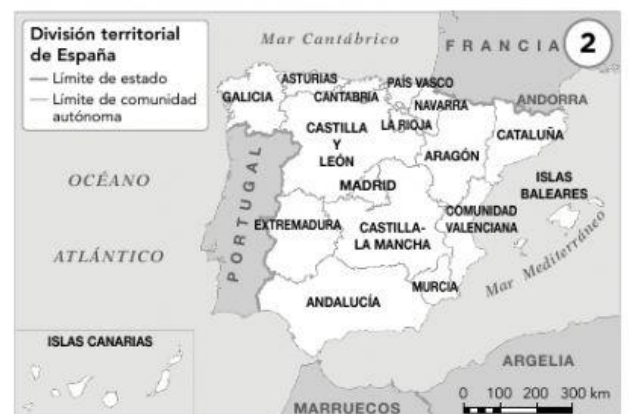 División territorial
de España
Límite de estado
Límite de comunidad
autónoma
Mar Cantábrico
FRANCIA
2
ASTURIAS
PAÍS VASCO
GALICIA
CANTABRIA
NAVARRA
ANDORRA
LA RIOJA
CASTILLA
Y
LEÓN
CATALUÑA
ARAGÓN
OCÉANO
ATLÁNTICO
PORTUGAL
MADRID
ISLAS
BALEARES
EXTREMADURA
CASTILLA-
LA MANCHA
COMUNIDAD
VALENCIANA
Mar Mediterráneo
MURCIA
ANDALUCÍA
ISLAS CANARIAS
ARGELIA
MARRUECOS
0 100 200 300 km